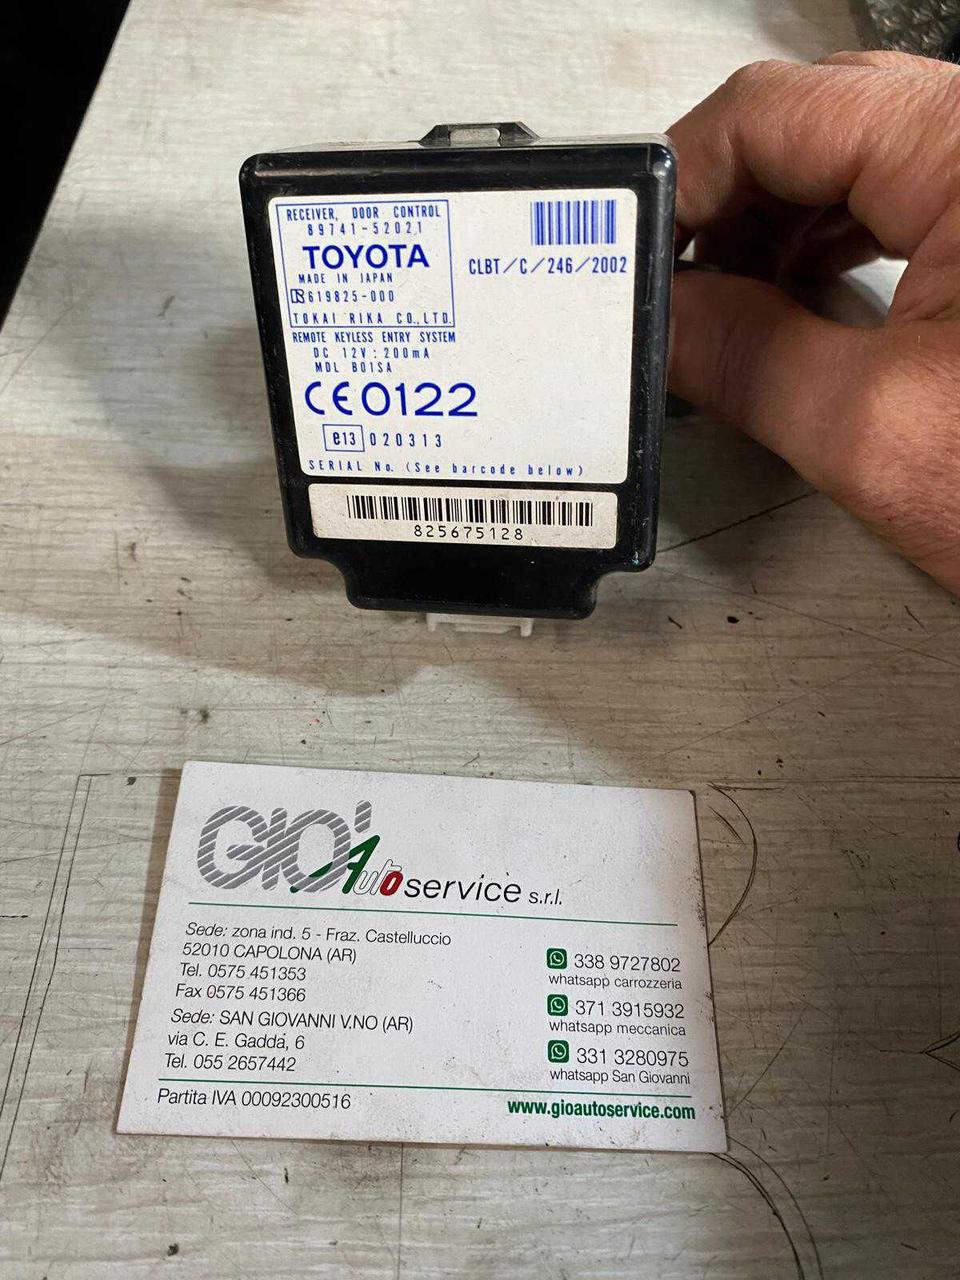 RECEIVER, DOOR CONTROL
89741-52021
TOYOTA
MADE IN JAPAN
R 619825-000
TOKAI RIKA CO.,LTD.
CLBT/C/246/2002
REMOTE KEYLESS ENTRY SYSTEM
DC 12V: 200mA
MDL B01SA
CE0122
e13 020313
SERIAL No. (See barcode below)
825675128
GIO' Auto service s.r.l.
Sede: zona ind. 5 - Fraz. Castelluccio
52010 CAPOLONA (AR)
Tel. 0575 451353
Fax 0575 451366
Sede: SAN GIOVANNI V.NO (AR)
via C. E. Gadda, 6
Tel. 055 2657442
338 9727802
whatsapp carrozzeria
371 3915932
whatsapp meccanica
331 3280975
whatsapp San Giovanni
Partita IVA 00092300516
www.gioautoservice.com